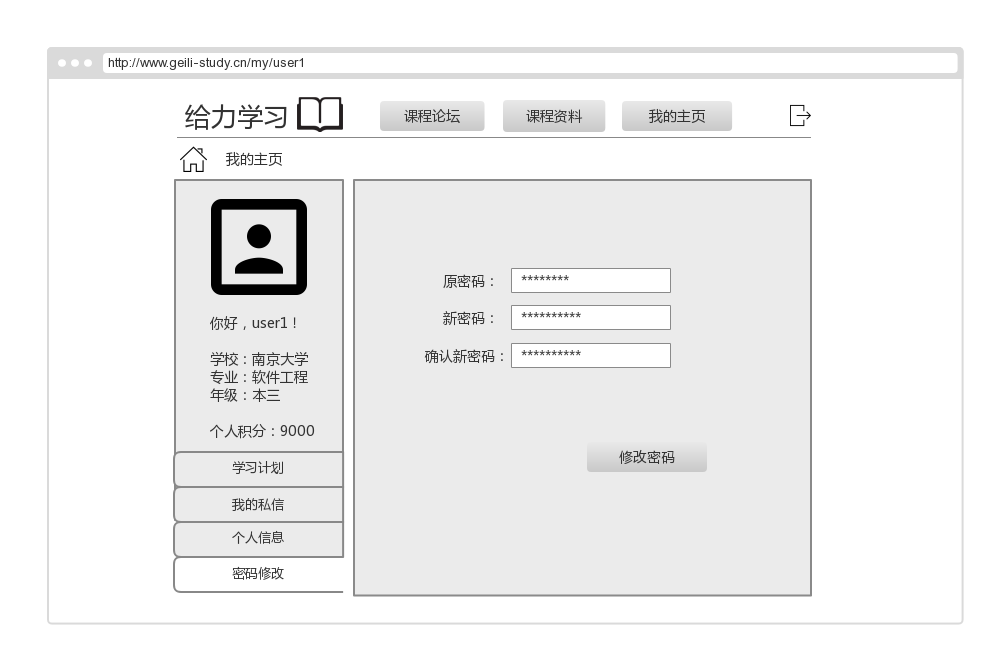 http://www.geili-study.cn/my/user1
给力学习
课程论坛
课程资料
我的主页
我的主页
你好，user1！
学校：南京大学
专业：软件工程
年级：本三
个人积分：9000
学习计划
我的私信
个人信息
密码修改
原密码： ********
新密码： **********
确认新密码： **********
修改密码